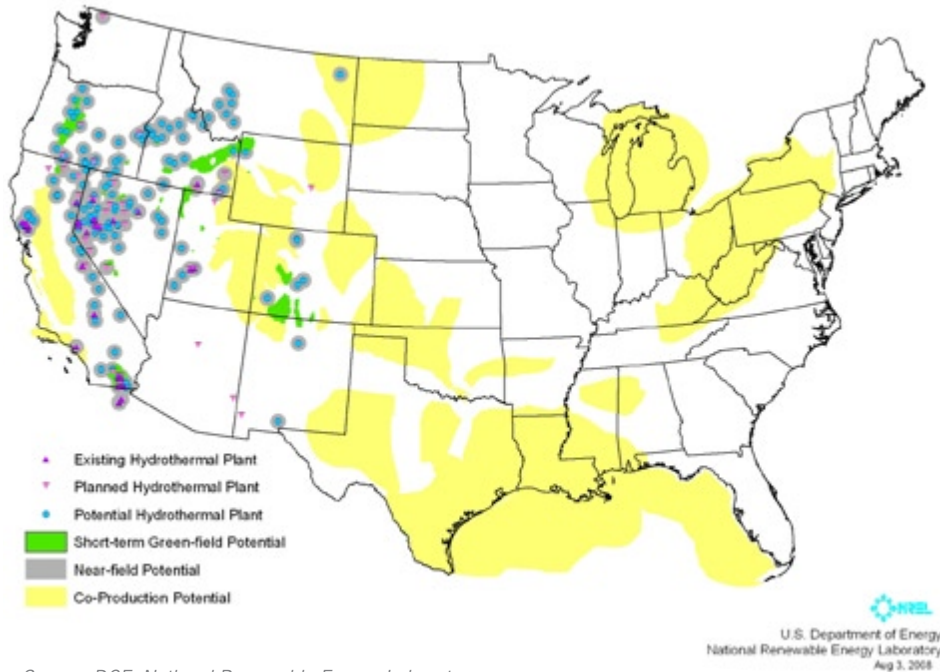 Existing Hydrothermal Plant
Planned Hydrothermal Plant
Potential Hydrothermal Plant
Short-term Green-field Potential
Near-field Potential
Co-Production Potential
NREL
U.S. Department of Energy
National Renewable Energy Laboratory
Aug 3, 2008